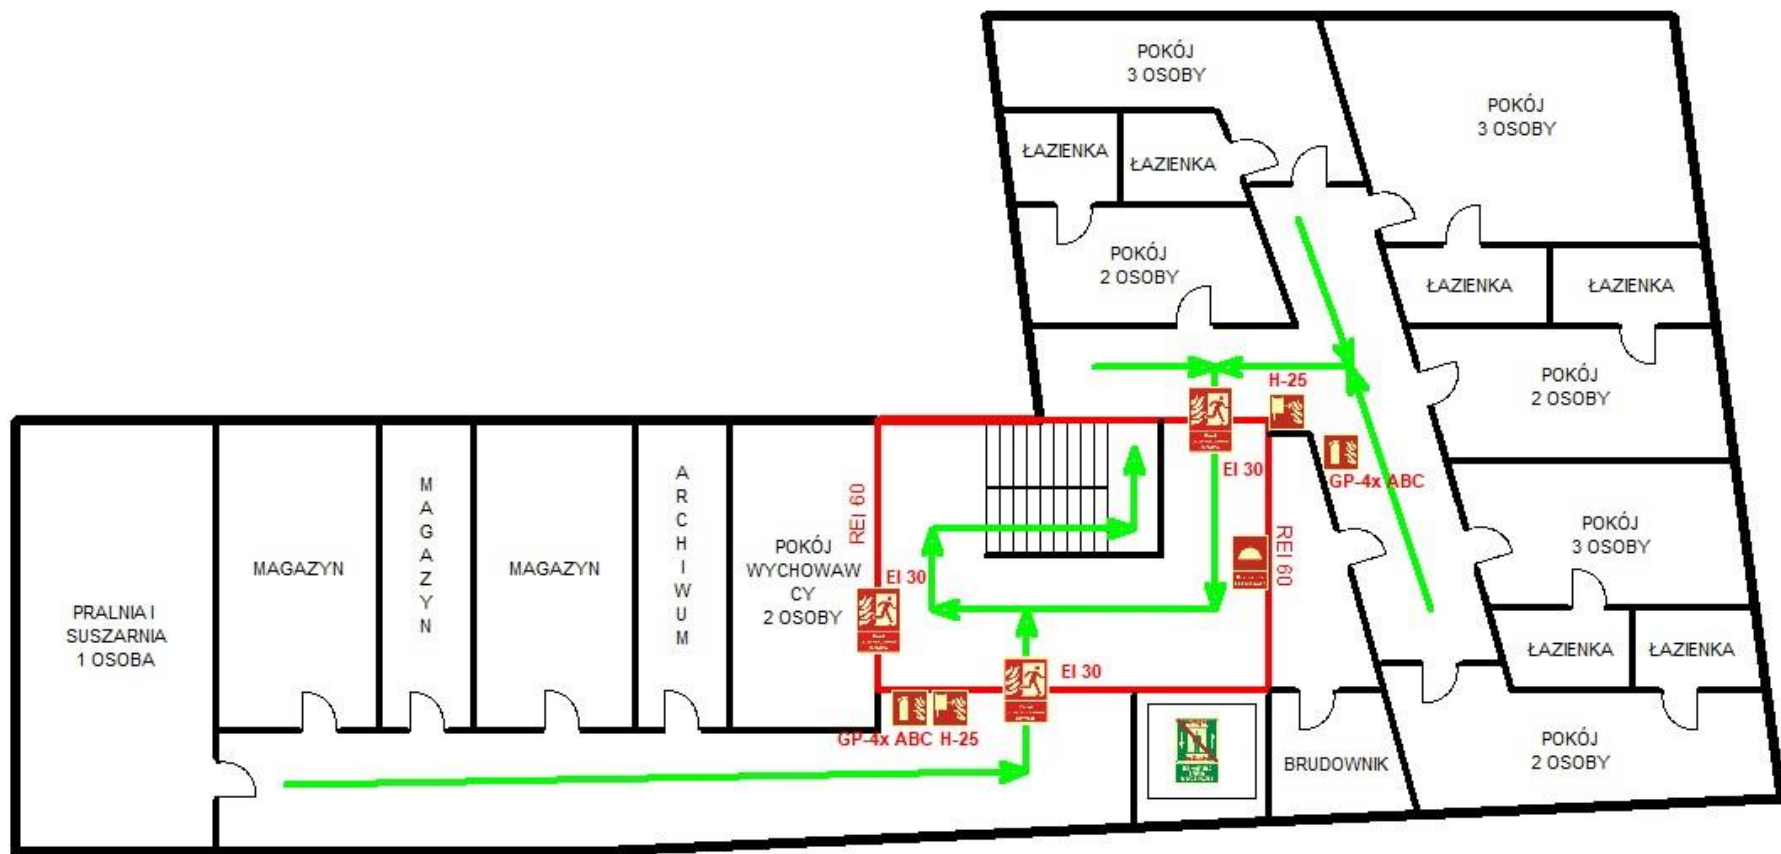 POKÓJ
3 OSOBY
POKÓJ
3 OSOBY
ŁAZIENKA
ŁAZIENKA
POKÓJ
2 OSOBY
ŁAZIENKA
ŁAZIENKA
H-25
POKÓJ
2 OSOBY
EI 30
GP-4x ABC
REI 60
REI 60
EI 30
POKÓJ
3 OSOBY
PRALNIA I
SUSZARNIA
1 OSOBA
MAGAZYN
M
A
G
A
Z
Y
N
MAGAZYN
A
R
C
H
I
W
U
M
POKÓJ
WYCHOWAW
CY
2 OSOBY
ŁAZIENKA
ŁAZIENKA
EI 30
GP-4x ABC H-25
BRUDOWNIK
POKÓJ
2 OSOBY